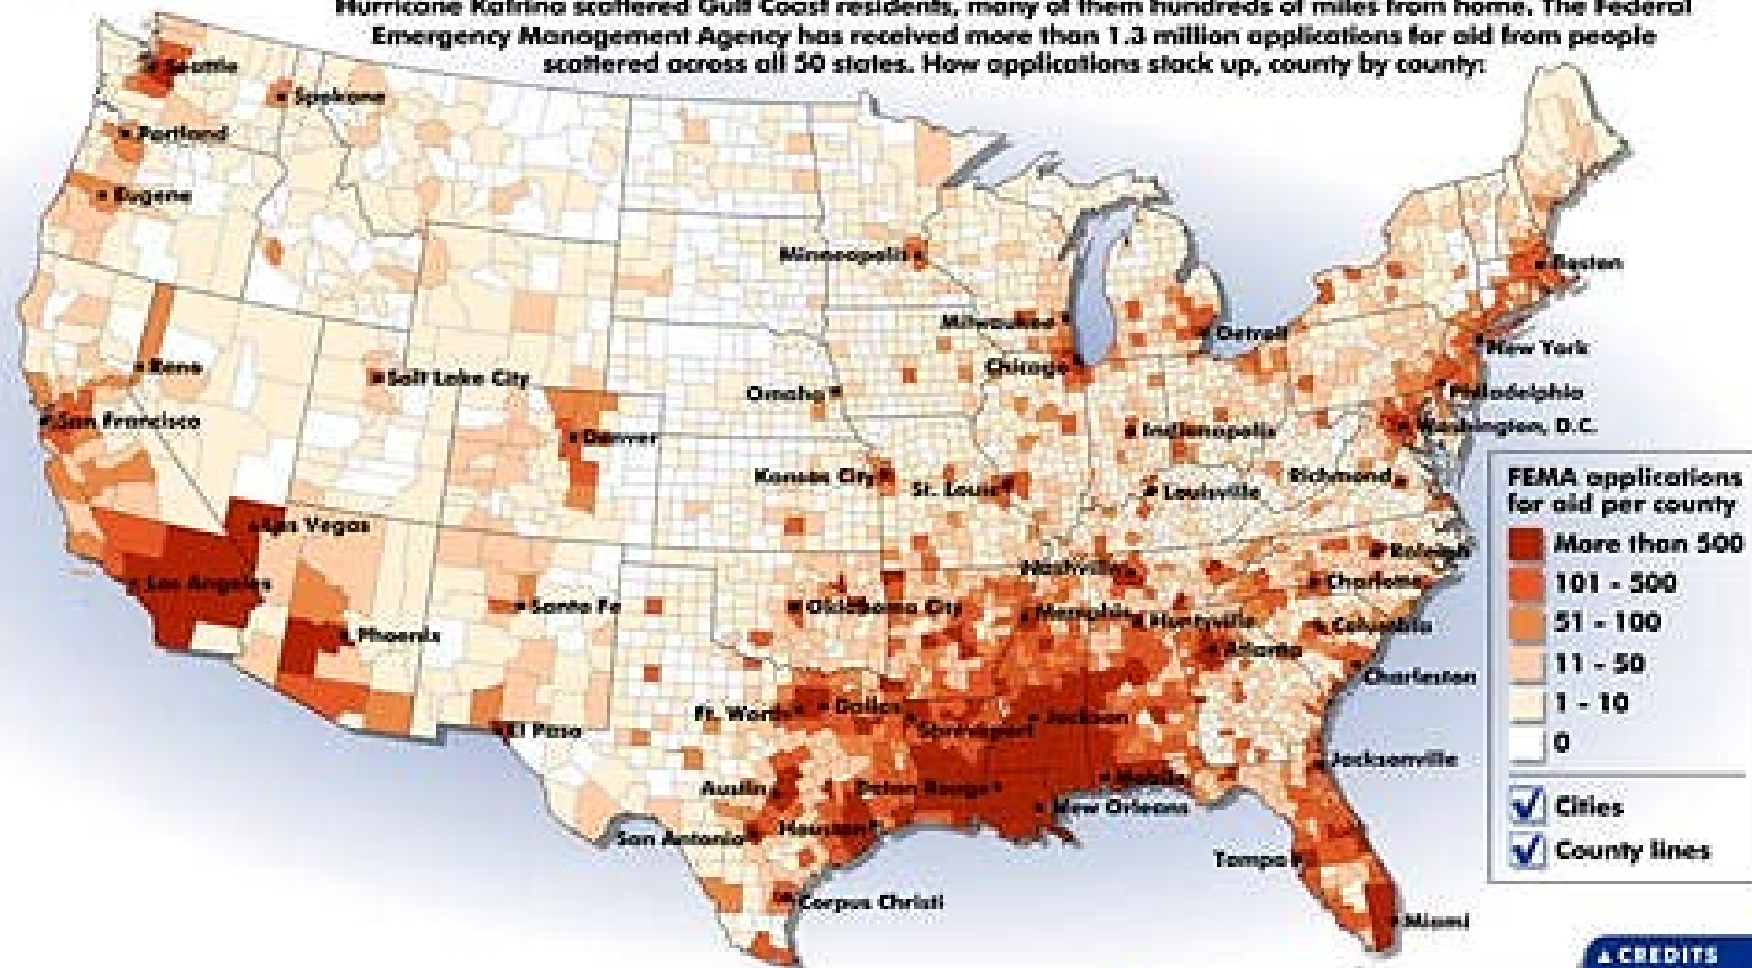 Hurricane Katrina scattered Gulf Coast residents, many of them hundreds of miles from home. The Federal
Emergency Management Agency has received more than 1.3 million applications for aid from people
scattered across all 50 states. How applications stack up, county by county:
Seattle
Spokane
Portland
Eugene
Minneapolis
Boston
Milwaukee
Detroit
New York
Reno
Chicago
Salt Lake City
Omaha
Philadelphia
San Francisco
Washington, D.C.
Denver
Indianapolis
Kansas City
St. Louis
Louisville
Richmond
Las Vegas
Raleigh
Nashville
Los Angeles
Charlotte
Santa Fe
Oklahoma City
Memphis
Huntyville
Columbia
Phoenix
Atlanta
Charleston
Ft. Worth
Dallas
Jackson
El Paso
Shreveport
Jacksonville
Mobile
Austin
Baton Rouge
New Orleans
San Antonio
Houston
Tampa
Corpus Christi
Miami
FEMA applications
for aid per county
More than 500
101 - 500
51 - 100
11 - 50
1 - 10
0
Cities
County lines
CREDITS